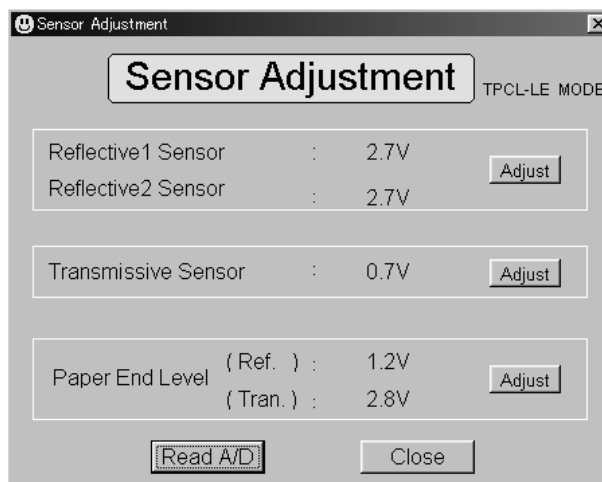 Sensor Adjustment
Sensor Adjustment
TPCL-LE MODE
Reflective1 Sensor : 2.7V
Adjust
Reflective2 Sensor : 2.7V
Transmissive Sensor : 0.7V
Adjust
Paper End Level
( Ref. ) : 1.2V
Adjust
( Tran. ) : 2.8V
Read A/D
Close